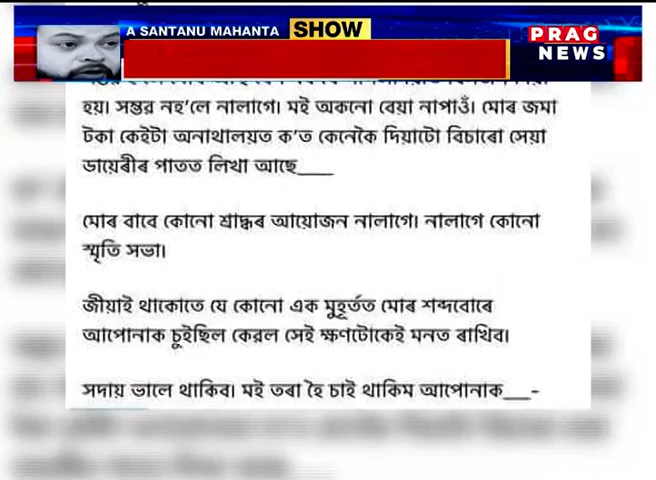 A SANTANU MAHANTA SHOW
PRAG
NEWS
হয়। সম্ভৱ নহ'লে নালাগে। মই অকনো বেয়া নাপাওঁ। মোৰ জমা
টকা কেইটা অনাথালয়ত ক'ত কেনেকৈ দিয়াটো বিচাৰো সেয়া
ডায়েৰীৰ পাতত লিখা আছে____
মোৰ বাবে কোনো শ্ৰাদ্ধৰ আয়োজন নালাগে। নালাগে কোনো
স্মৃতি সভা।
জীয়াই থাকোতে যে কোনো এক মুহূৰ্তত মোৰ শব্দবোৰে
আপোনাক চুইছিল কেৱল সেই ক্ষণটোকেই মনত ৰাখিব।
সদায় ভালে থাকিব। মই তৰা হৈ চাই থাকিম আপোনাক___-